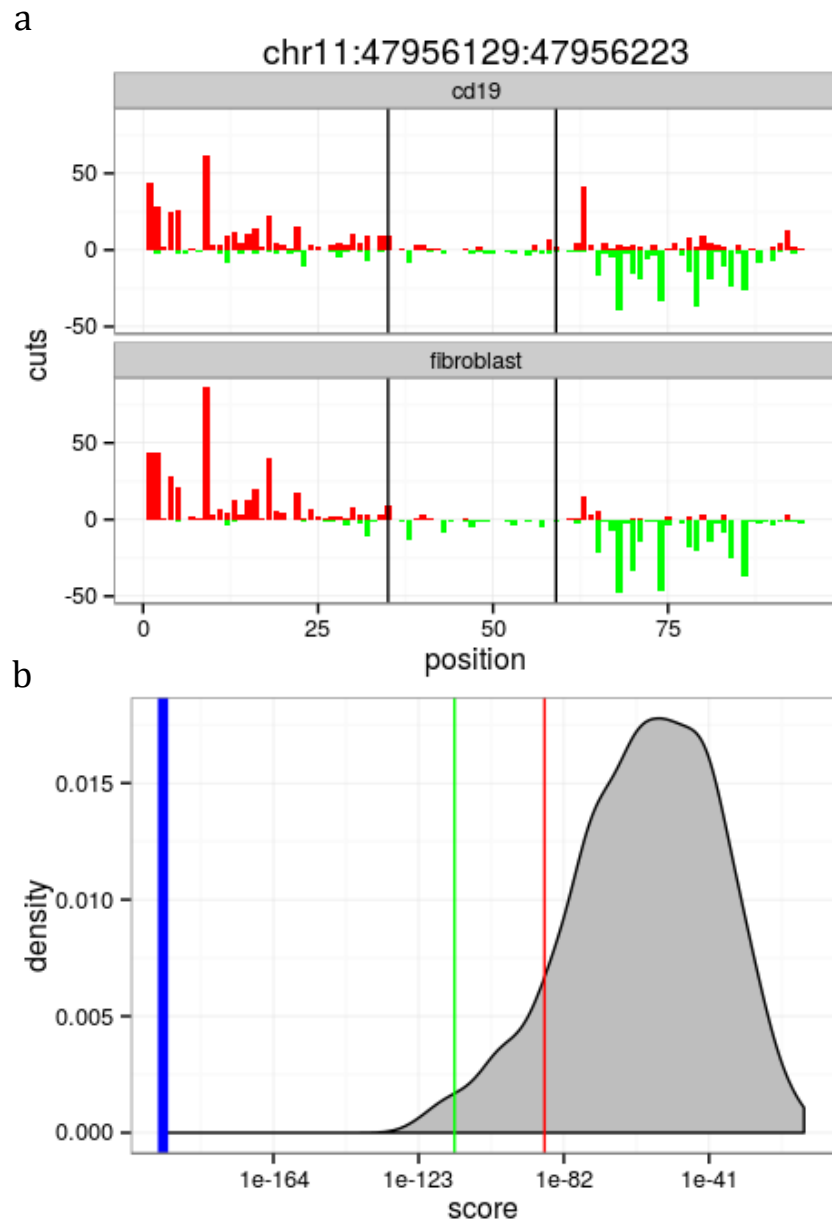 a
chr11:47956129:47956223
cd19
50
0
-50
cuts
fibroblast
50
0
-50
0 25 50 75
position
b
0.015
0.010
0.005
0.000
density
1e-164 1e-123 1e-82 1e-41
score